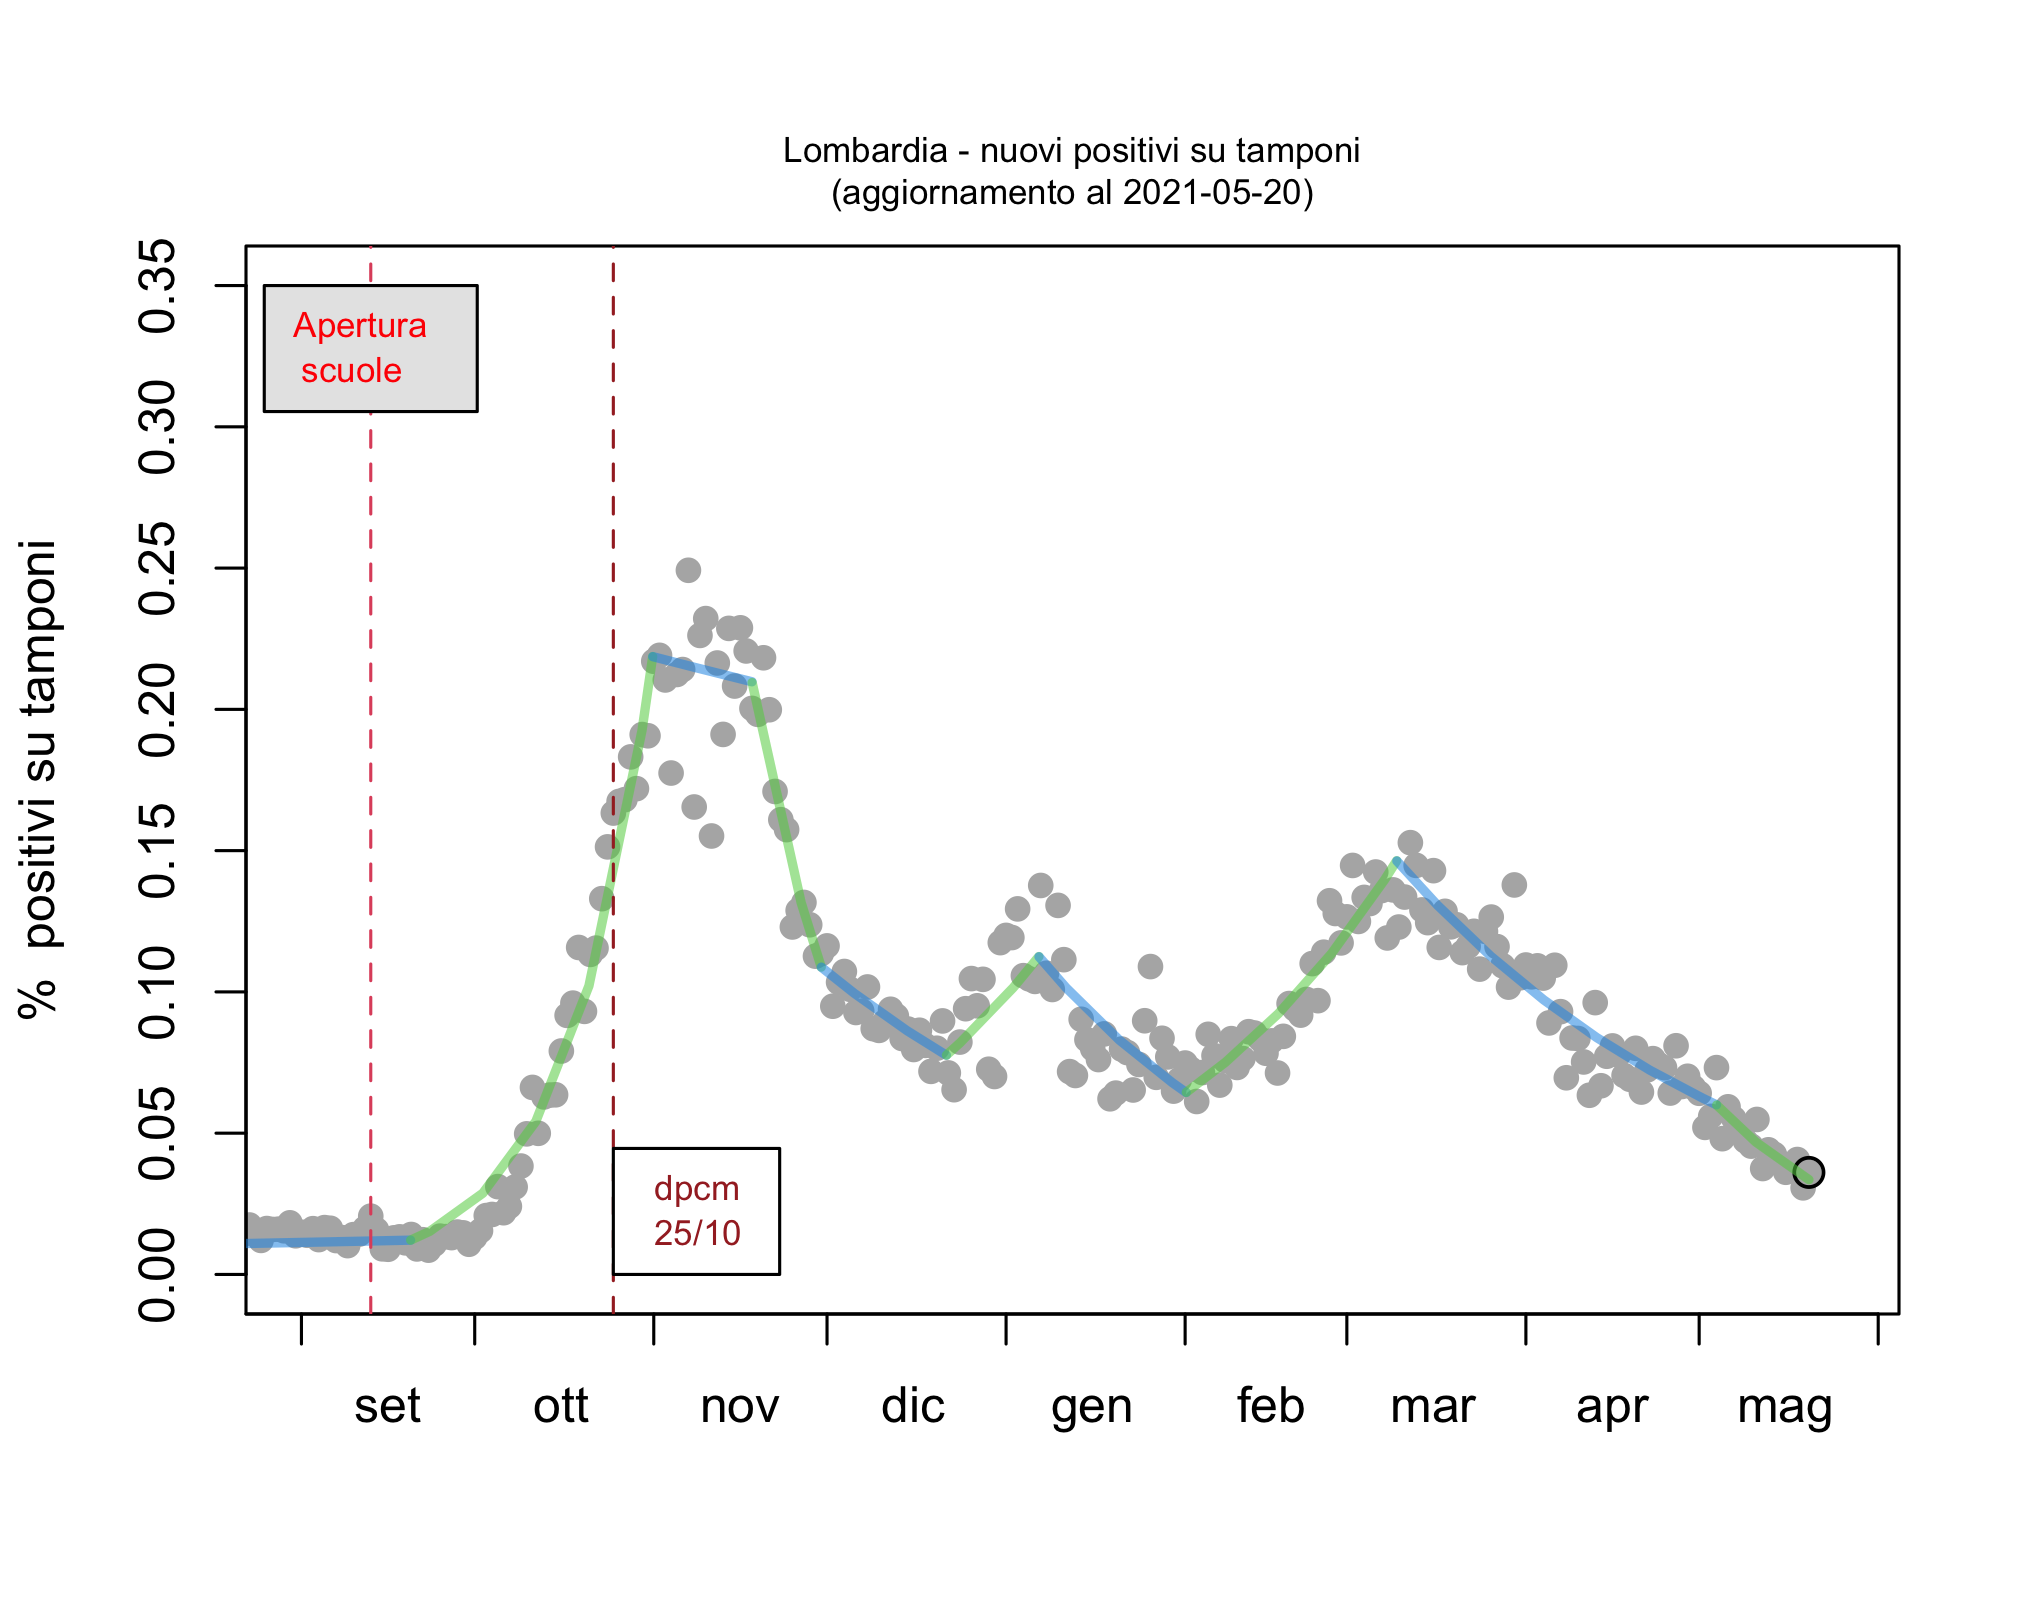 Lombardia - nuovi positivi su tamponi
(aggiornamento al 2021-05-20)
% positivi su tamponi
0.35
0.30
0.25
0.20
0.15
0.10
0.05
0.00
Apertura
scuole
dpcm
25/10
set ott nov dic gen feb mar apr mag